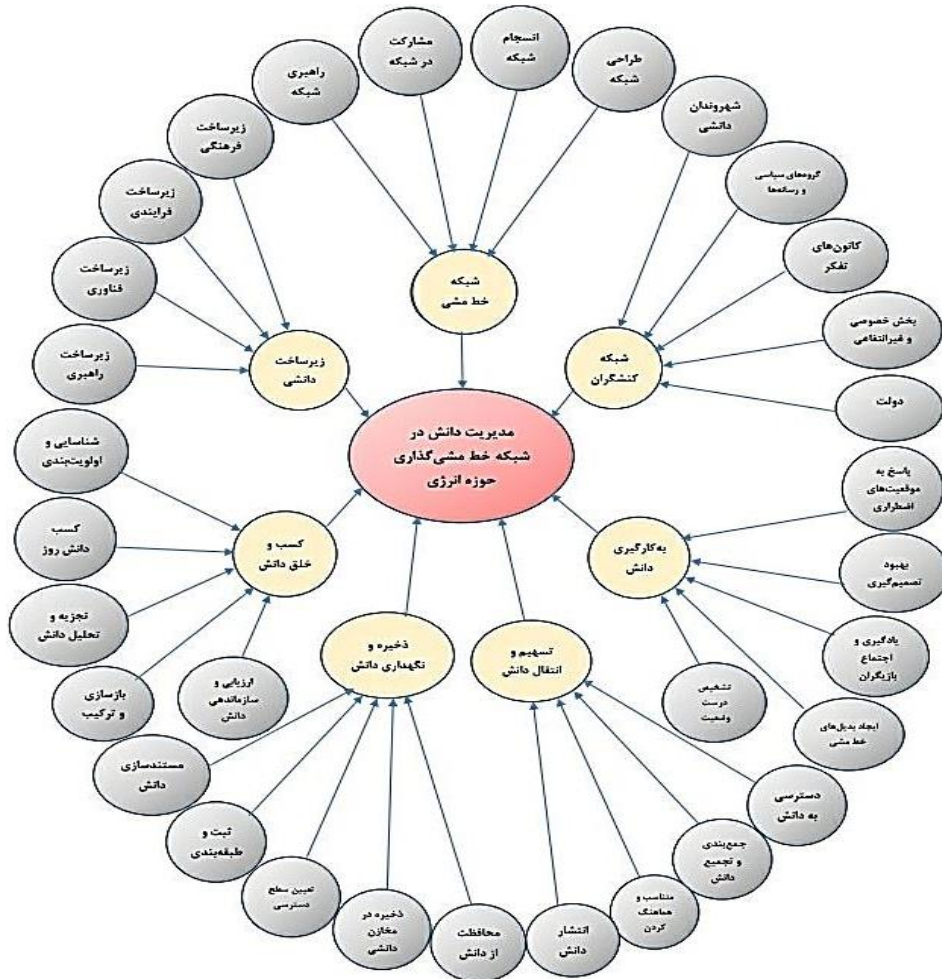 طراحی
شبکه
انسجام
شبکه
مشارکت
در شبکه
راهبری
شبکه
شبکه
خط مشی
شهروندان
دانشی
گروه‌های سیاسی
و رسانه‌ها
کانون‌های
تفکر
بخش خصوصی
و غیرانتفاعی
دولت
شبکه
کنشگران
زیرساخت
فرهنگی
زیرساخت
فرایندی
زیرساخت
فناوری
زیرساخت
راهبری
زیرساخت
دانشی
مدیریت دانش در
شبکه خط مشی‌گذاری
حوزه انرژی
پاسخ به
موقعیت‌های
اضطراری
بهبود
تصمیم‌گیری
یادگیری و
اجتماع
بازیگران
ایجاد بدیل‌های
خط مشی
تشخیص
درست
وضعیت
به‌کارگیری
دانش
شناسایی و
اولویت‌بندی
کسب
دانش روز
تجزیه و
تحلیل دانش
بازسازی
و ترکیب
ارزیابی و
سازماندهی
دانش
کسب و
خلق دانش
تسهیم و
انتقال دانش
دسترسی
به دانش
جمع‌بندی
و تجمیع
دانش
متناسب و
هماهنگ
کردن
انتشار
دانش
ذخیره و
نگهداری دانش
محافظت
از دانش
ذخیره در
مخازن
دانشی
تعیین سطح
دسترسی
ثبت و
طبقه‌بندی
مستندسازی
دانش